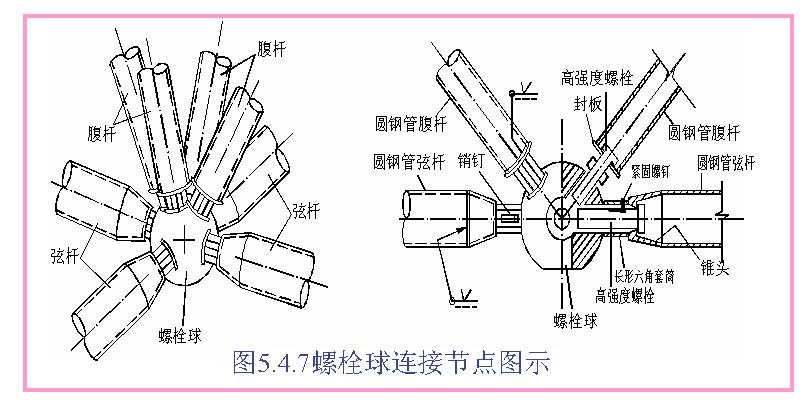 腹杆
腹杆
弦杆
弦杆
螺栓球
高强度螺栓
封板
圆钢管腹杆
圆钢管腹杆
圆钢管弦杆
销钉
紧固螺钉
圆钢管弦杆
锥头
长形六角套筒
高强度螺栓
螺栓球
图5.4.7螺栓球连接节点图示